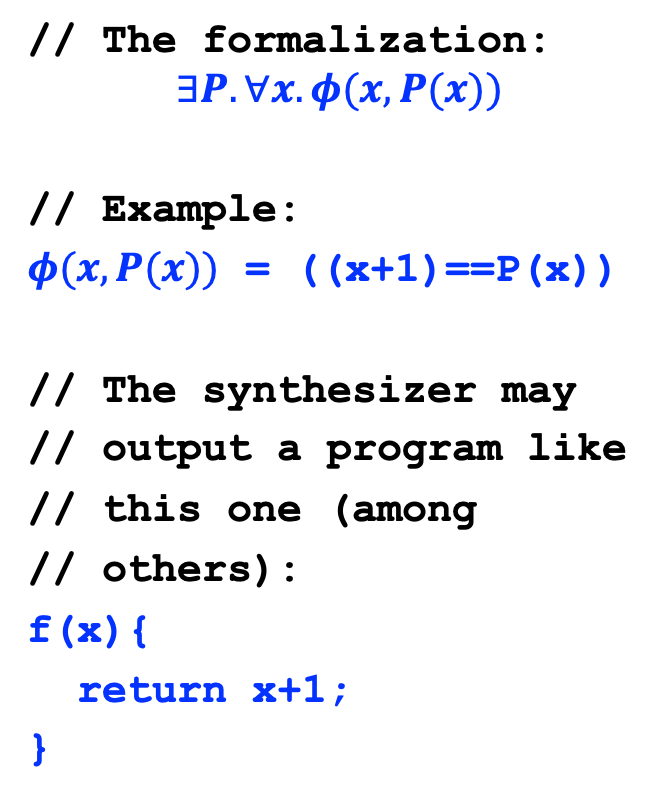 // The formalization:
∃P.∀x.ϕ(x,P(x))
// Example:
ϕ(x,P(x)) = ((x+1)==P(x))
// The synthesizer may
// output a program like
// this one (among
// others):
f(x){
  return x+1;
}